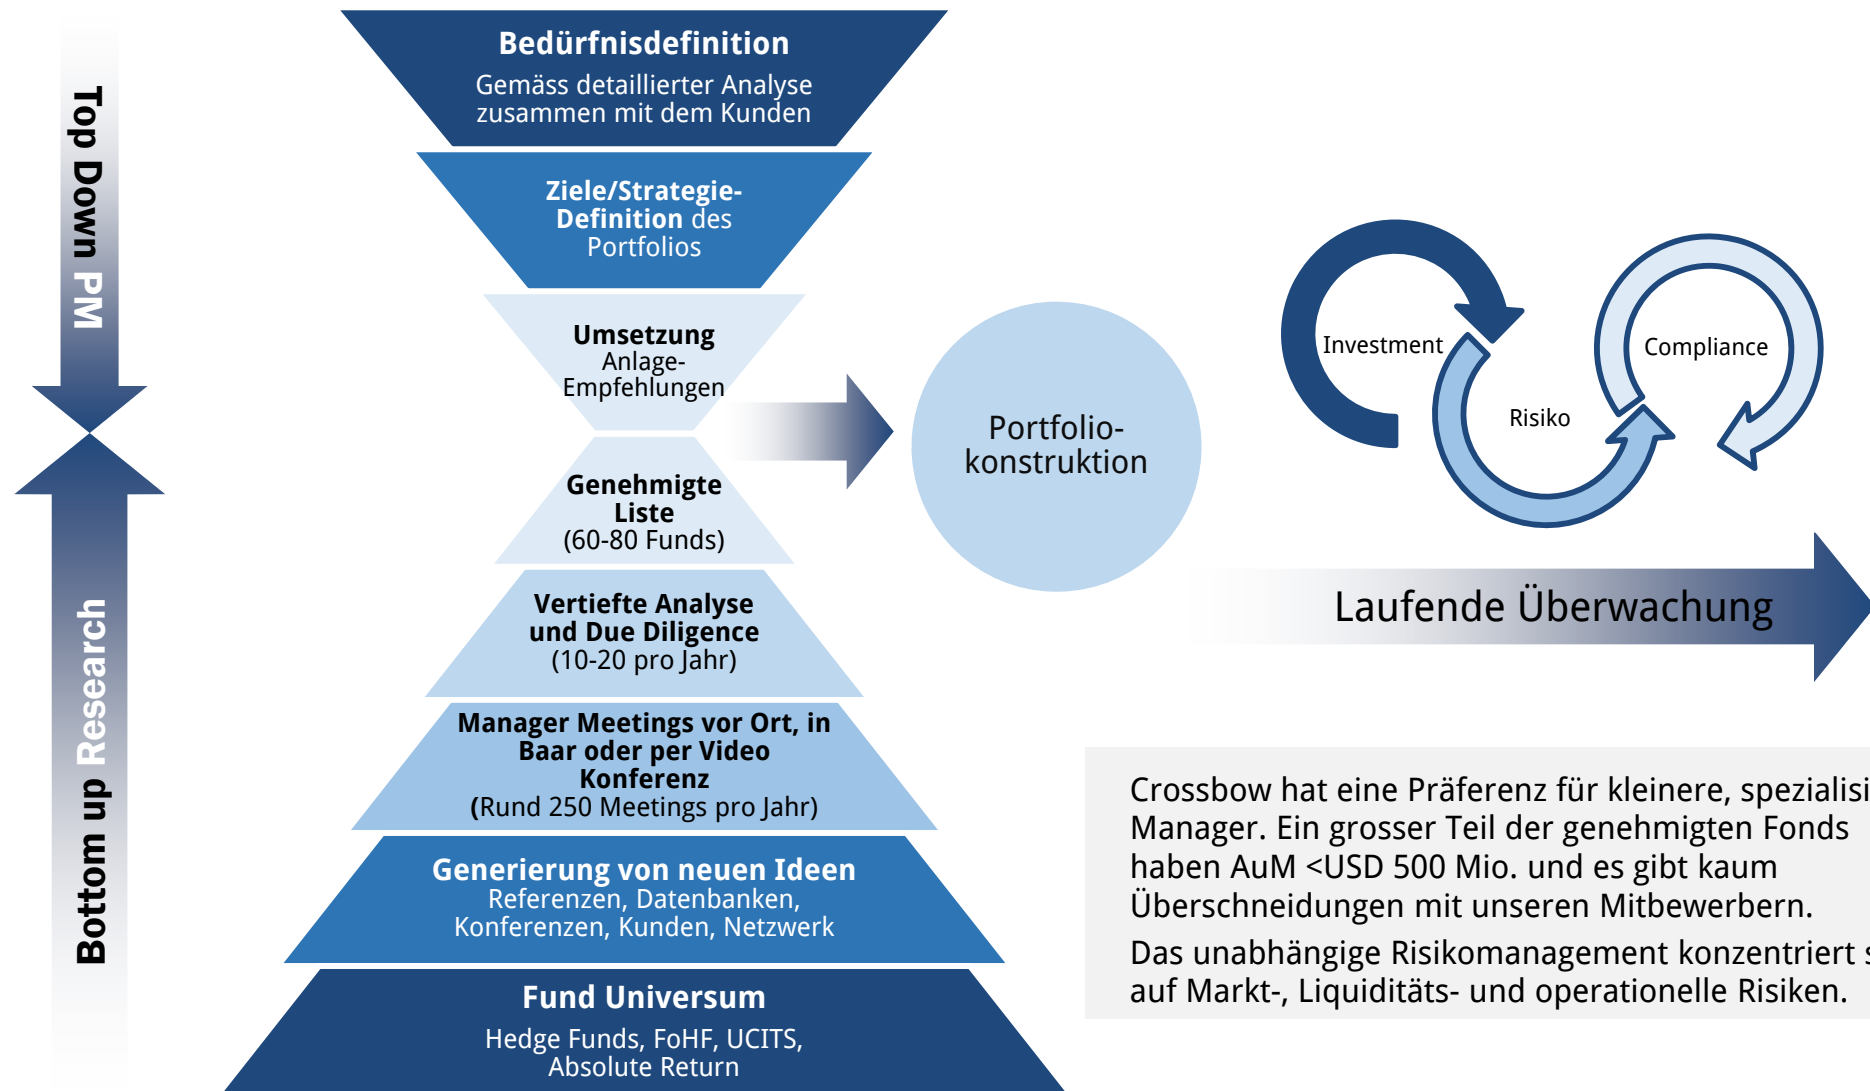 Top Down PM
Bottom up Research
Bedürfnisdefinition
Gemäss detaillierter Analyse
zusammen mit dem Kunden
Ziele/Strategie-
Definition des
Portfolios
Umsetzung
Anlage-
Empfehlungen
Genehmigte
Liste
(60-80 Funds)
Vertiefte Analyse
und Due Diligence
(10-20 pro Jahr)
Manager Meetings vor Ort, in
Baar oder per Video
Konferenz
(Rund 250 Meetings pro Jahr)
Generierung von neuen Ideen
Referenzen, Datenbanken,
Konferenzen, Kunden, Netzwerk
Fund Universum
Hedge Funds, FoHF, UCITS,
Absolute Return
Portfolio-
konstruktion
Investment
Risiko
Compliance
Laufende Überwachung
Crossbow hat eine Präferenz für kleinere,
Manager. Ein grosser Teil der genehmigten Fonds
haben AuM <USD 500 Mio. und es gibt kaum
Überschneidungen mit unseren Mitbewerbern.
Das unabhängige Risikomanagement konzentriert
auf Markt-, Liquiditäts- und operationelle Risiken.